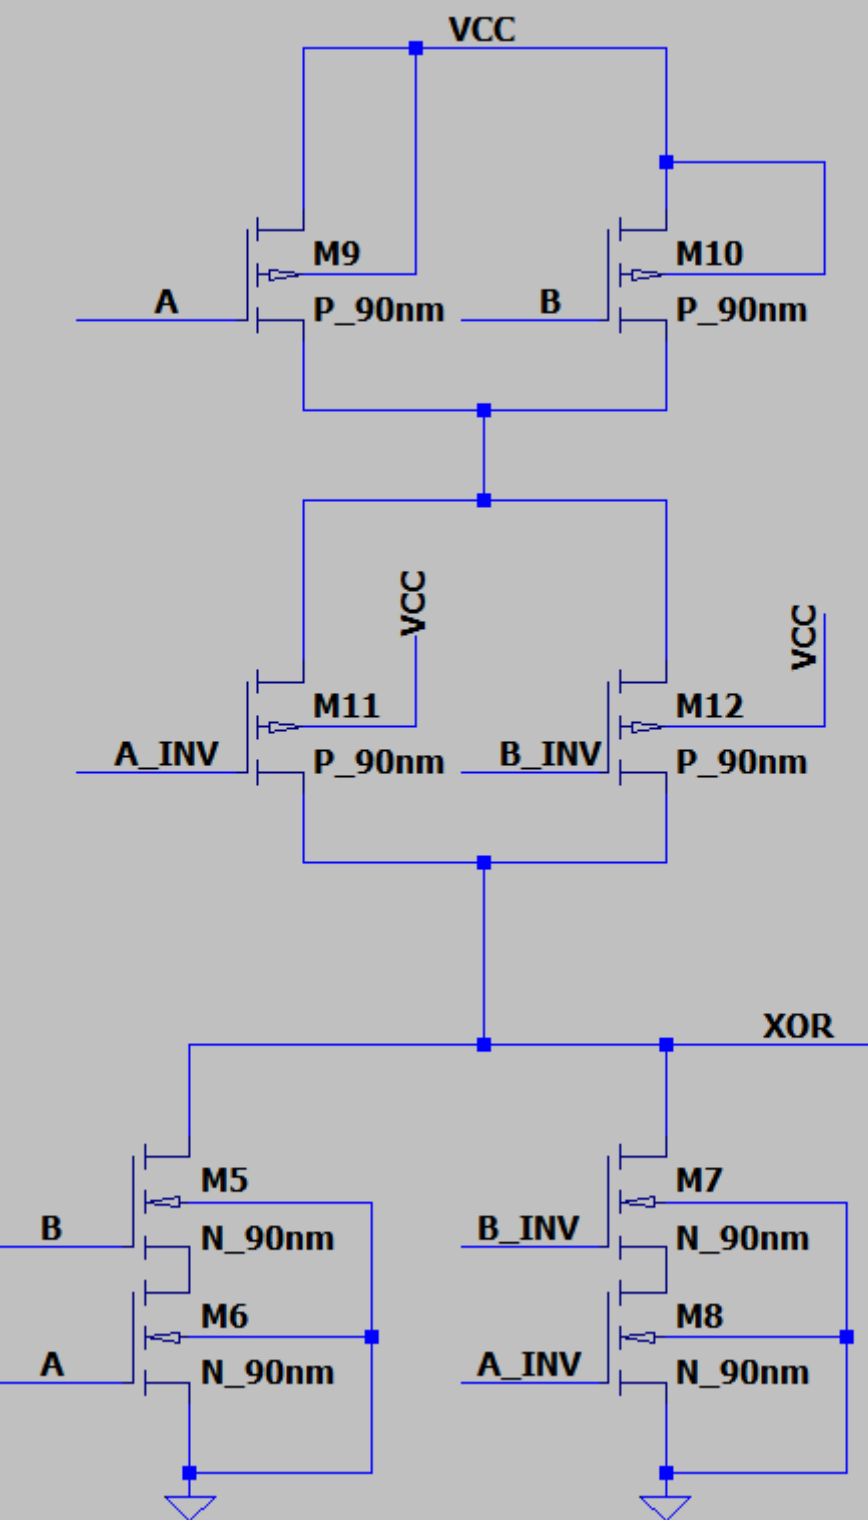 VCC
M9
P_90nm
A
M10
P_90nm
B
VCC
M11
P_90nm
A_INV
VCC
M12
P_90nm
B_INV
XOR
M5
N_90nm
B
M6
N_90nm
A
M7
N_90nm
B_INV
M8
N_90nm
A_INV